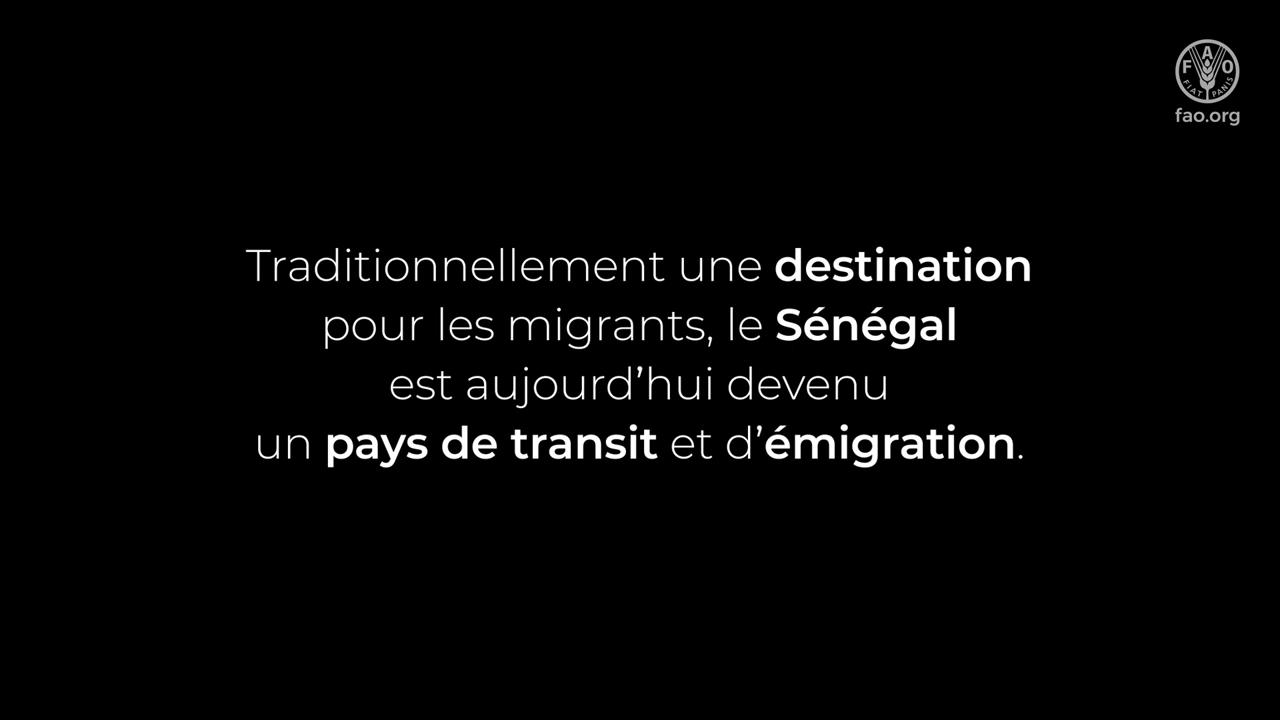 F A O
FIAT PANIS
fao.org
Traditionnellement une destination
pour les migrants, le Sénégal
est aujourd’hui devenu
un pays de transit et d’émigration.